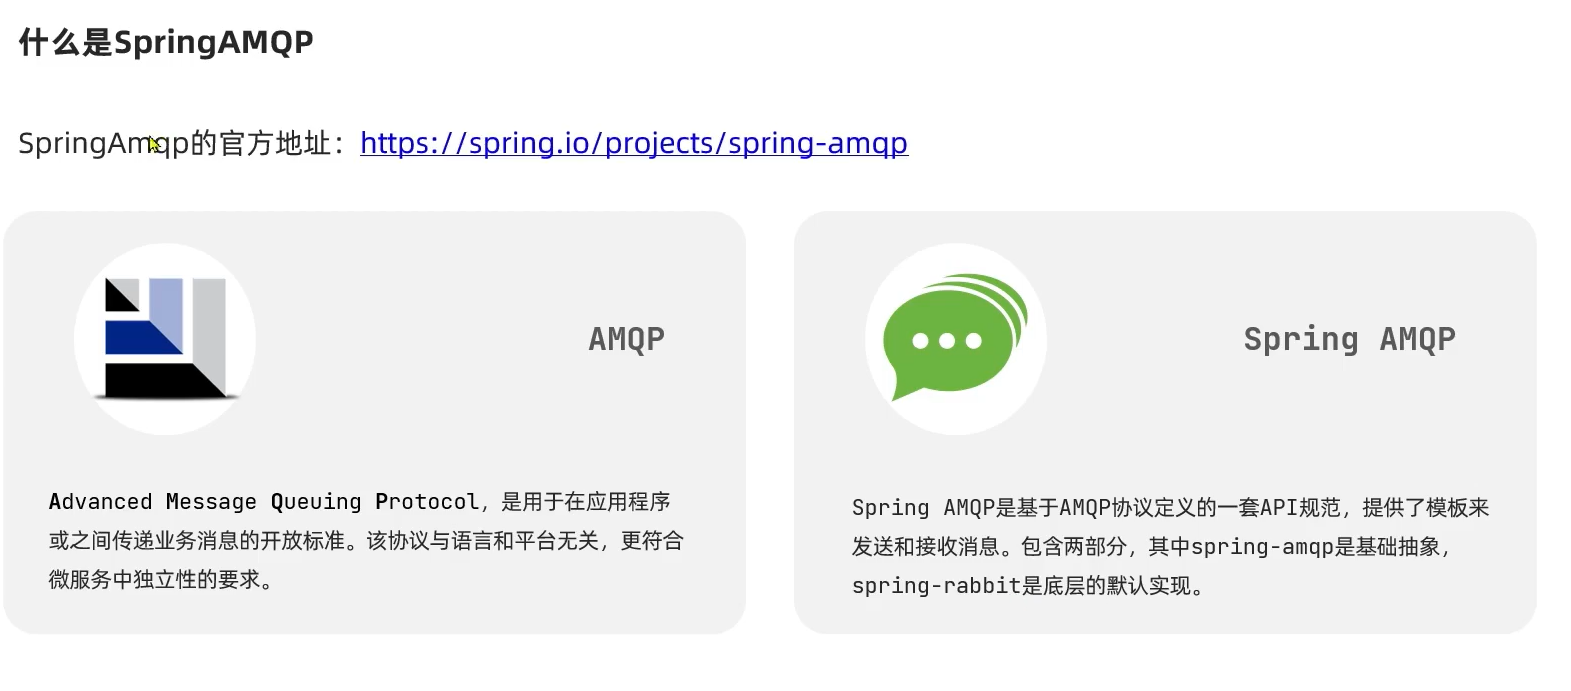 什么是SpringAMQP
SpringAmqp的官方地址：https://spring.io/projects/spring-amqp
AMQP
Advanced Message Queuing Protocol，是用于在应用程序
或之间传递业务消息的开放标准。该协议与语言和平台无关，更符合
微服务中独立性的要求。
Spring AMQP
Spring AMQP是基于AMQP协议定义的一套API规范，提供了模板来
发送和接收消息。包含两部分，其中spring-amqp是基础抽象，
spring-rabbit是底层的默认实现。